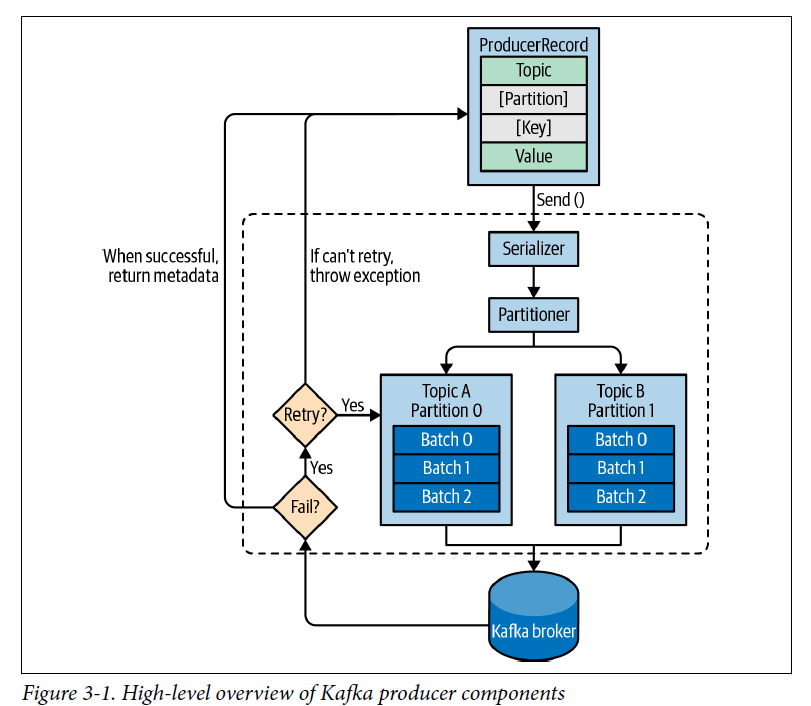 ProducerRecord
Topic
[Partition]
[Key]
Value
Send ()
When successful,
return metadata
If can't retry,
throw exception
Serializer
Partitioner
Topic A
Partition 0
Batch 0
Batch 1
Batch 2
Topic B
Partition 1
Batch 0
Batch 1
Batch 2
Retry?
Yes
Yes
Fail?
Kafka broker
Figure 3-1. High-level overview of Kafka producer components